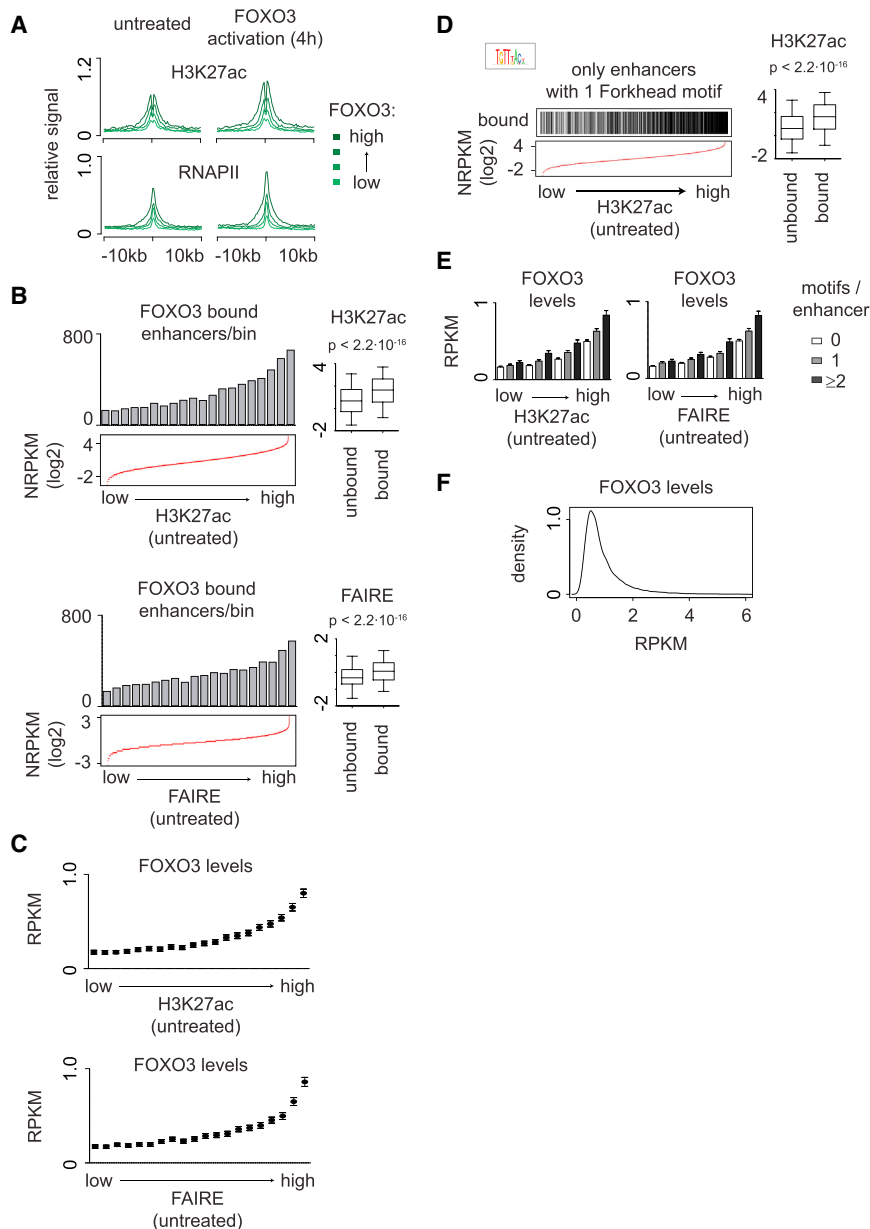 A
untreated
FOXO3
activation (4h)
H3K27ac
1.2
0
RNAPII
1.0
0
relative signal
-10kb 10kb
-10kb 10kb
FOXO3:
high
low
B
FOXO3 bound
enhancers/bin
800
0
NRPKM
(log2)
4
-2
low high
H3K27ac
(untreated)
H3K27ac
p < 2.2·10-16
4
-2
unbound
bound
FOXO3 bound
enhancers/bin
800
0
NRPKM
(log2)
3
-3
low high
FAIRE
(untreated)
FAIRE
p < 2.2·10-16
2
-2
unbound
bound
C
FOXO3 levels
RPKM
1.0
0
low high
H3K27ac
(untreated)
FOXO3 levels
RPKM
1.0
0
low high
FAIRE
(untreated)
D
only enhancers
with 1 Forkhead motif
bound
NRPKM
(log2)
4
-2
low high
H3K27ac
(untreated)
H3K27ac
p < 2.2·10-16
4
-2
unbound
bound
E
FOXO3
levels
RPKM
1
0
low high
H3K27ac
(untreated)
FOXO3
levels
1
0
low high
FAIRE
(untreated)
motifs /
enhancer
0
1
≥2
F
FOXO3 levels
density
1.0
0
0 2 4 6
RPKM